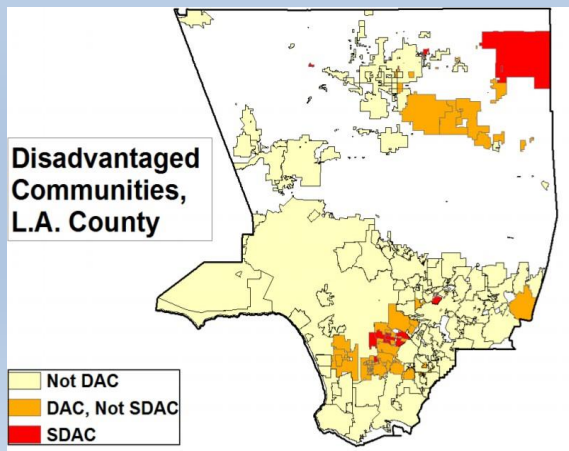 Disadvantaged
Communities,
L.A. County
Not DAC
DAC, Not SDAC
SDAC